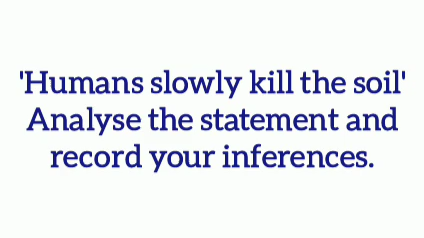 'Humans slowly kill the soil'
Analyse the statement and
record your inferences.